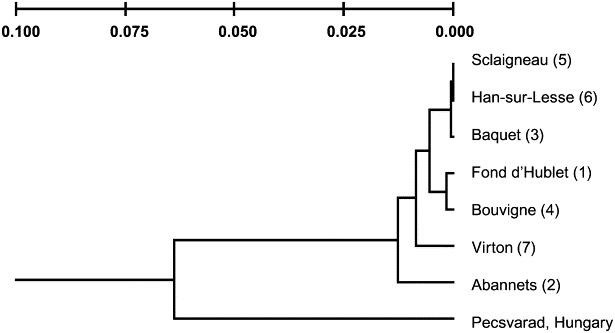 0.100 0.075 0.050 0.025 0.000
Sclaigneau (5)
Han-sur-Lesse (6)
Baquet (3)
Fond d’Hublet (1)
Bouvigne (4)
Virton (7)
Abannets (2)
Pecsvarad, Hungary